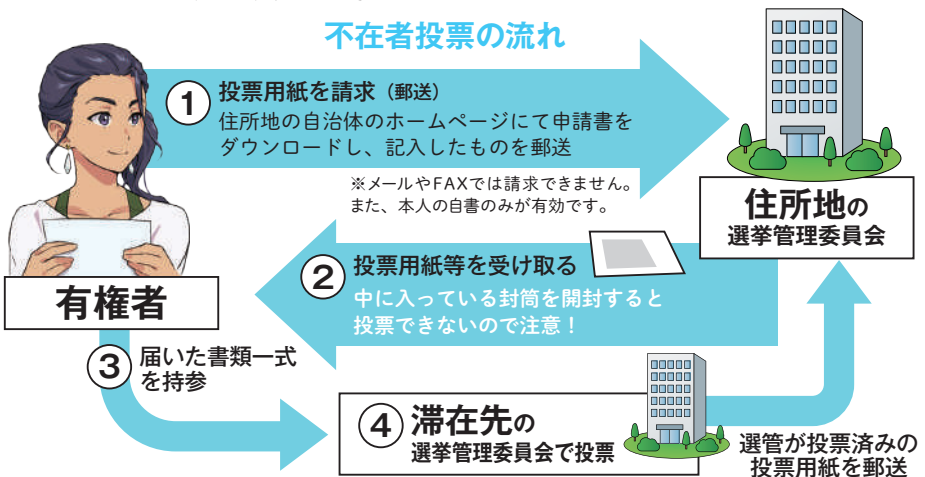 不在者投票の流れ
① 投票用紙を請求（郵送）
住所地の自治体のホームページにて申請書を
ダウンロードし、記入したものを郵送
※メールやFAXでは請求できません。
また、本人の自書のみが有効です。
住所地の
選挙管理委員会
② 投票用紙等を受け取る
中に入っている封筒を開封すると
投票できないので注意！
有権者
③ 届いた書類一式
を持参
④ 滞在先の
選挙管理委員会で投票
選管が投票済みの
投票用紙を郵送